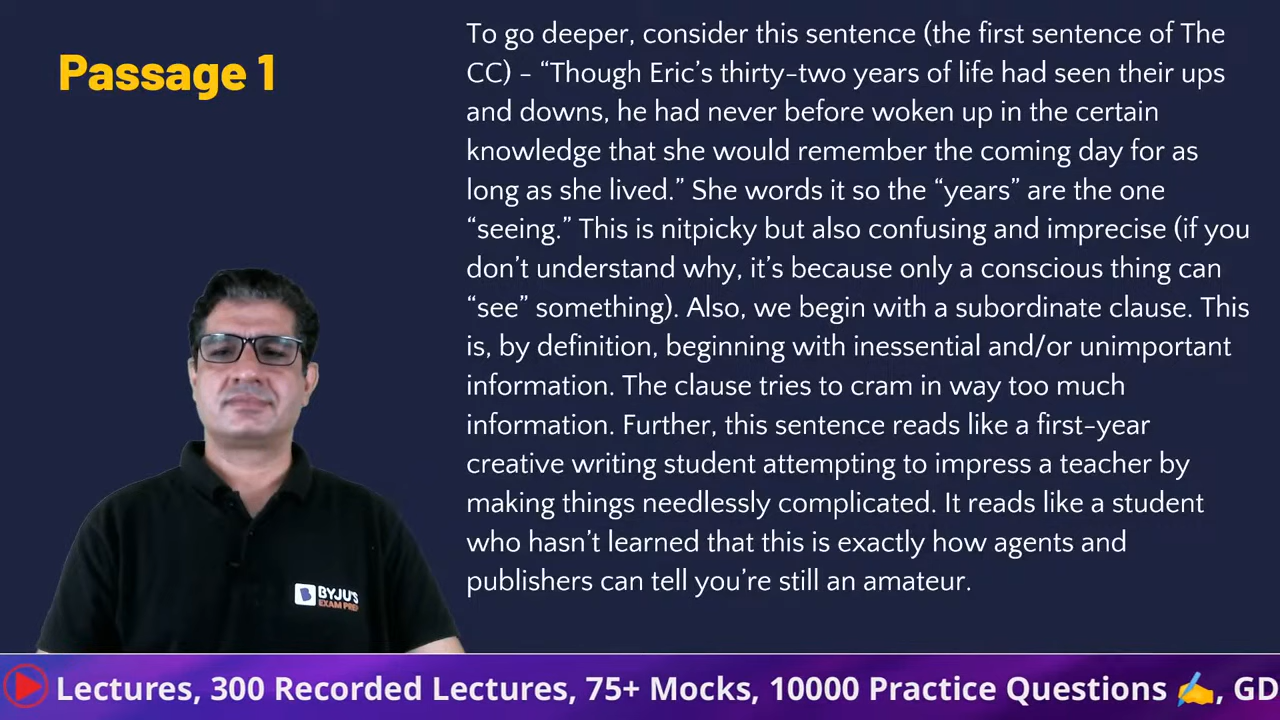 Passage 1
To go deeper, consider this sentence (the first sentence of The
CC) – “Though Eric’s thirty-two years of life had seen their ups
and downs, he had never before woken up in the certain
knowledge that she would remember the coming day for as
long as she lived.” She words it so the “years” are the one
“seeing.” This is nitpicky but also confusing and imprecise (if you
don’t understand why, it’s because only a conscious thing can
“see” something). Also, we begin with a subordinate clause. This
is, by definition, beginning with inessential and/or unimportant
information. The clause tries to cram in way too much
information. Further, this sentence reads like a first-year
creative writing student attempting to impress a teacher by
making things needlessly complicated. It reads like a student
who hasn’t learned that this is exactly how agents and
publishers can tell you’re still an amateur.
BYJU'S
EXAM PREP
Lectures, 300 Recorded Lectures, 75+ Mocks, 10000 Practice Questions ✍️, GD